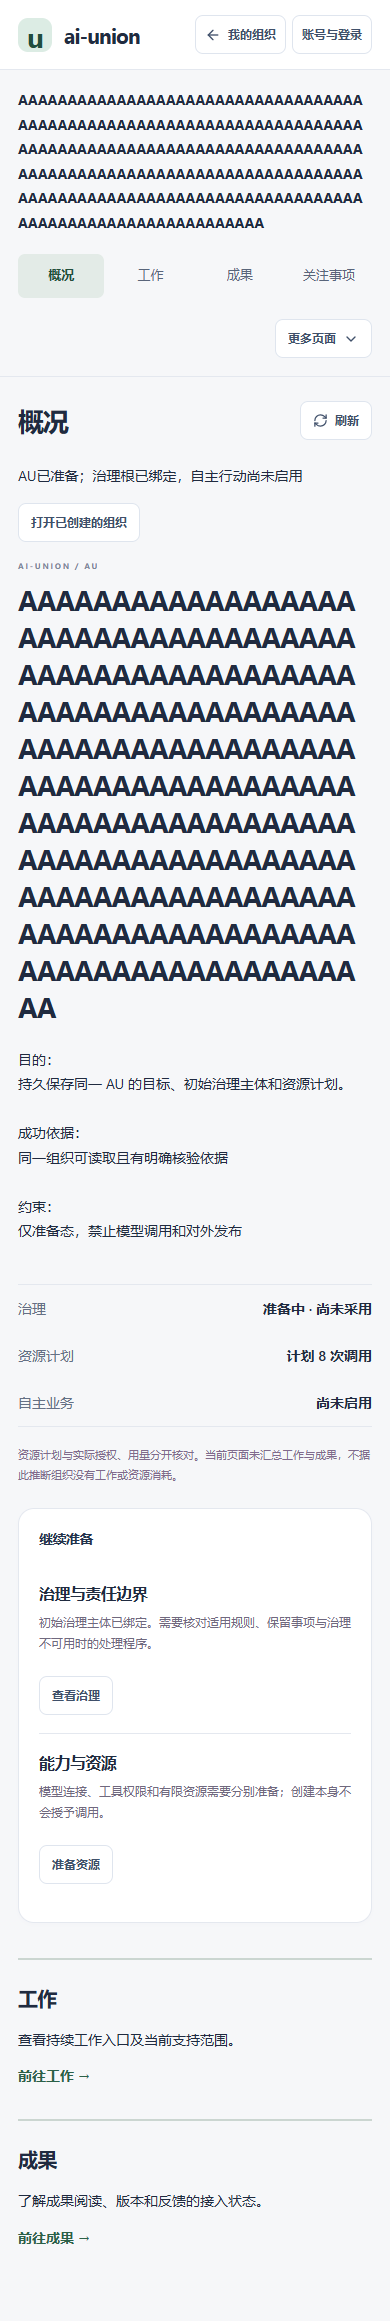 u ai-union
← 我的组织
账号与登录
AAAAAAAAAAAAAAAAAAAAAAAAAAAAAAAAAAA
AAAAAAAAAAAAAAAAAAAAAAAAAAAAAAAAAAA
AAAAAAAAAAAAAAAAAAAAAAAAAAAAAAAAAAA
AAAAAAAAAAAAAAAAAAAAAAAAAAAAAAAAAAA
AAAAAAAAAAAAAAAAAAAAAAAAAAAAAAAAAAA
AAAAAAAAAAAAAAAAAAAAAAAAA
概况 工作 成果 关注事项
更多页面
概况
刷新
AU已准备；治理根已绑定，自主行动尚未启用
打开已创建的组织
AI-UNION / AU
AAAAAAAAAAAAAAAAAA
AAAAAAAAAAAAAAAAAA
AAAAAAAAAAAAAAAAAA
AAAAAAAAAAAAAAAAAA
AAAAAAAAAAAAAAAAAA
AAAAAAAAAAAAAAAAAA
AAAAAAAAAAAAAAAAAA
AAAAAAAAAAAAAAAAAA
AAAAAAAAAAAAAAAAAA
AAAAAAAAAAAAAAAAAA
AAAAAAAAAAAAAAAAAA
AA
目的：
持久保存同一 AU 的目标、初始治理主体和资源计划。
成功依据：
同一组织可读取且有明确核验依据
约束：
仅准备态，禁止模型调用和对外发布
治理 准备中 · 尚未采用
资源计划 计划 8 次调用
自主业务 尚未启用
资源计划与实际授权、用量分开核对。当前页面未汇总工作与成果，不据
此推断组织没有工作或资源消耗。
继续准备
治理与责任边界
初始治理主体已绑定。需要核对适用规则、保留事项与治理
不可用时的处理程序。
查看治理
能力与资源
模型连接、工具权限和有限资源需要分别准备；创建本身不
会授予调用。
准备资源
工作
查看持续工作入口及当前支持范围。
前往工作 →
成果
了解成果阅读、版本和反馈的接入状态。
前往成果 →